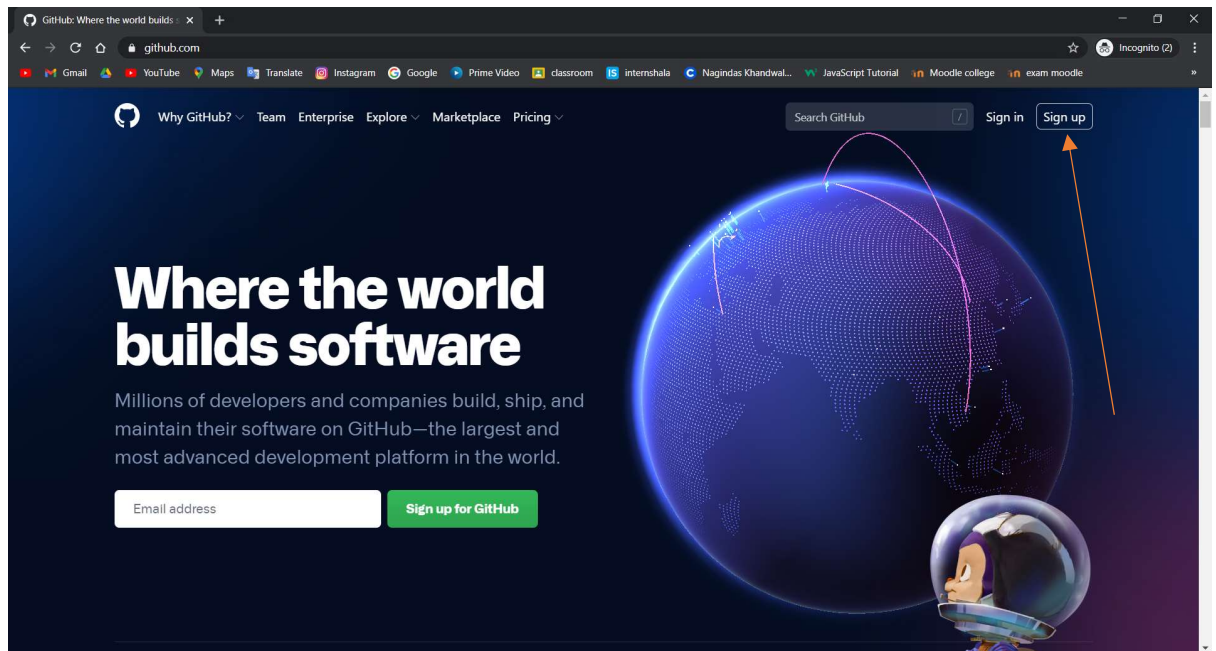 GitHub: Where the world builds s
github.com
Incognito (2)
Gmail YouTube Maps Translate Instagram Google Prime Video classroom internshala Nagindas Khandwal... JavaScript Tutorial Moodle college exam moodle »
Why GitHub? Team Enterprise Explore Marketplace Pricing Search GitHub / Sign in Sign up
Where the world
builds software
Millions of developers and companies build, ship, and
maintain their software on GitHub—the largest and
most advanced development platform in the world.
Email address Sign up for GitHub